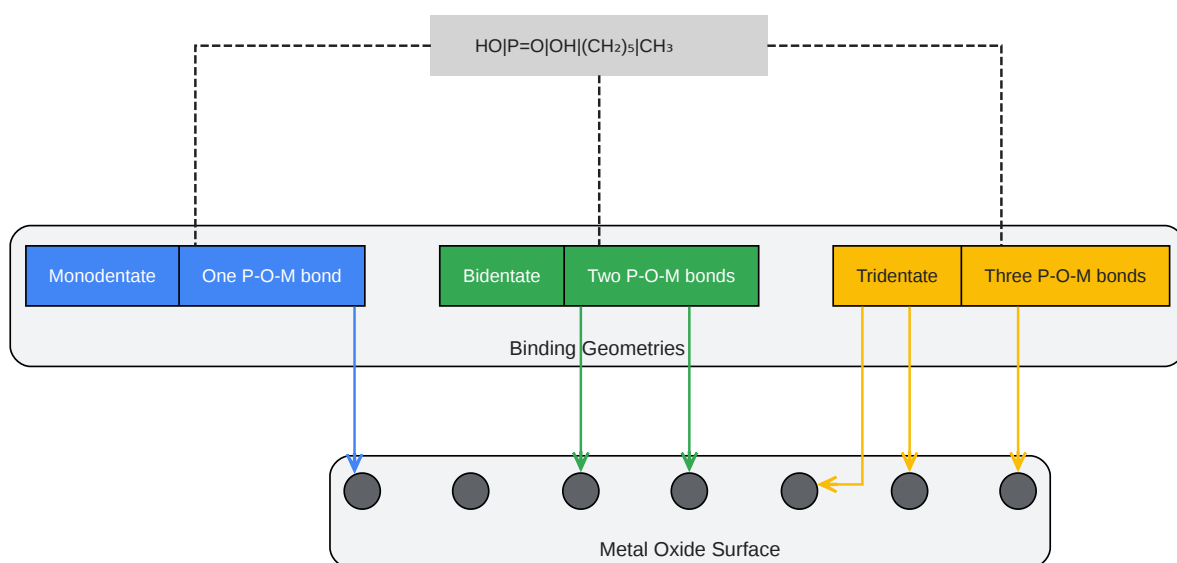 HO|P=O|OH|(CH₂)₅|CH₃
Monodentate One P-O-M bond
Bidentate Two P-O-M bonds
Tridentate Three P-O-M bonds
Binding Geometries
Metal Oxide Surface